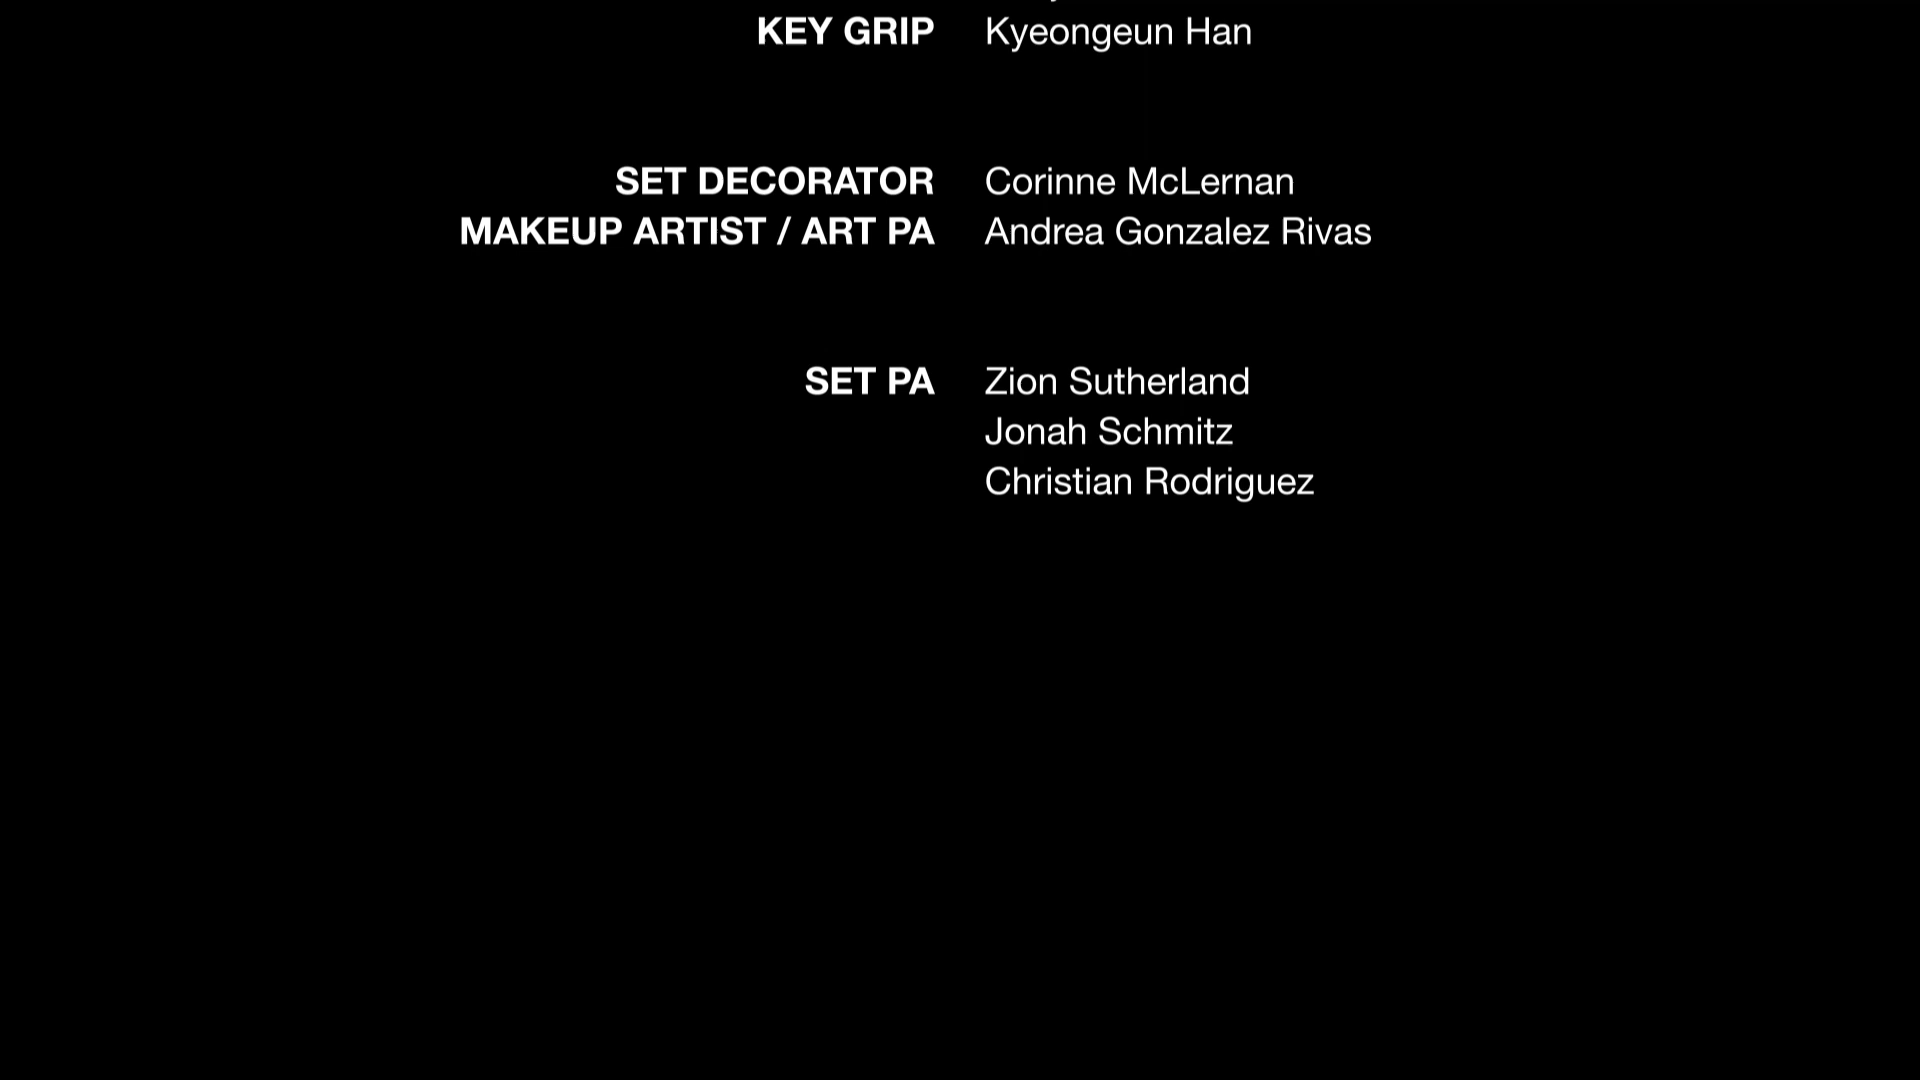 KEY GRIP Kyeongeun Han
SET DECORATOR Corinne McLernan
MAKEUP ARTIST / ART PA Andrea Gonzalez Rivas
SET PA Zion Sutherland
Jonah Schmitz
Christian Rodriguez